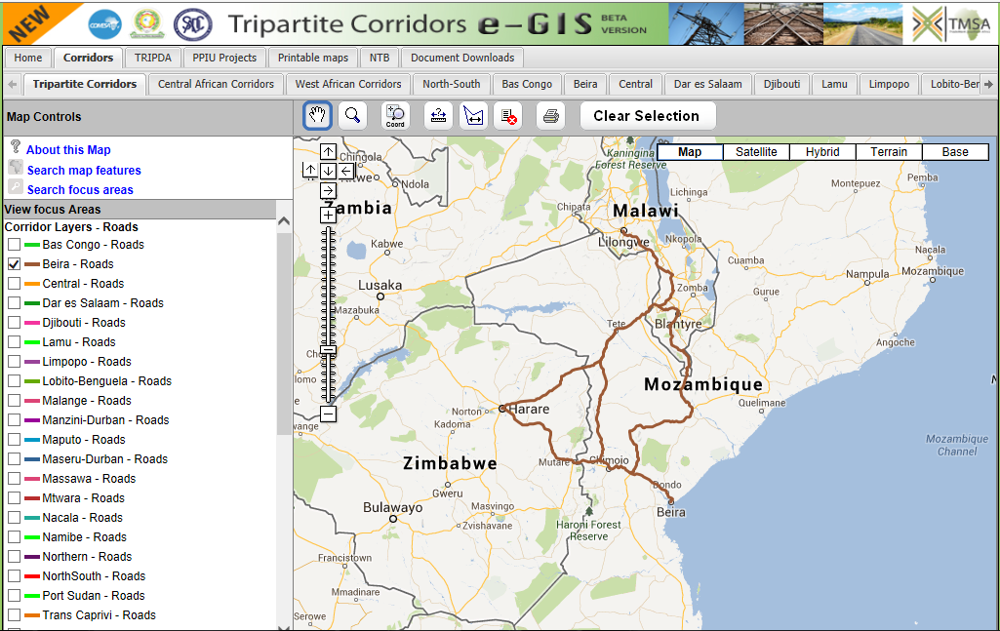 NEW
COMESA
SADC
Tripartite Corridors e-GIS BETA VERSION
TMSA
Home
Corridors
TRIPDA
PPIU Projects
Printable maps
NTB
Document Downloads
Tripartite Corridors
Central African Corridors
West African Corridors
North-South
Bas Congo
Beira
Central
Dar es Salaam
Djibouti
Lamu
Limpopo
Lobito-Ben
Map Controls
Coord
Clear Selection
About this Map
Search map features
Search focus areas
View focus Areas
Corridor Layers - Roads
Bas Congo - Roads
Beira - Roads
Central - Roads
Dar es Salaam - Roads
Djibouti - Roads
Lamu - Roads
Limpopo - Roads
Lobito-Benguela - Roads
Malange - Roads
Manzini-Durban - Roads
Maputo - Roads
Maseru-Durban - Roads
Massawa - Roads
Mtwara - Roads
Nacala - Roads
Namibe - Roads
Northern - Roads
NorthSouth - Roads
Port Sudan - Roads
Trans Caprivi - Roads
Map
Satellite
Hybrid
Terrain
Base
Chingola
Kitwe
Ndola
Zambia
Kabwe
Lusaka
Mazabuka
Kaningina
Forest Reserve
Lichinga
Montepuez
Pemba
Chipata
Malawi
Lilongwe
Nkopola
Cuamba
Nacala
Mozambique
Nampula
Zomba
Gurue
Tete
Blantyre
Angoche
Mozambique
Quelimane
Norton
Harare
Kadoma
Zimbabwe
Mutare
Chimoio
Mozambique
Channel
Gweru
Dondo
Beira
Bulawayo
Masvingo
Zvishavane
Haroni Forest
Reserve
Francistown
Mmadinare
Serowe